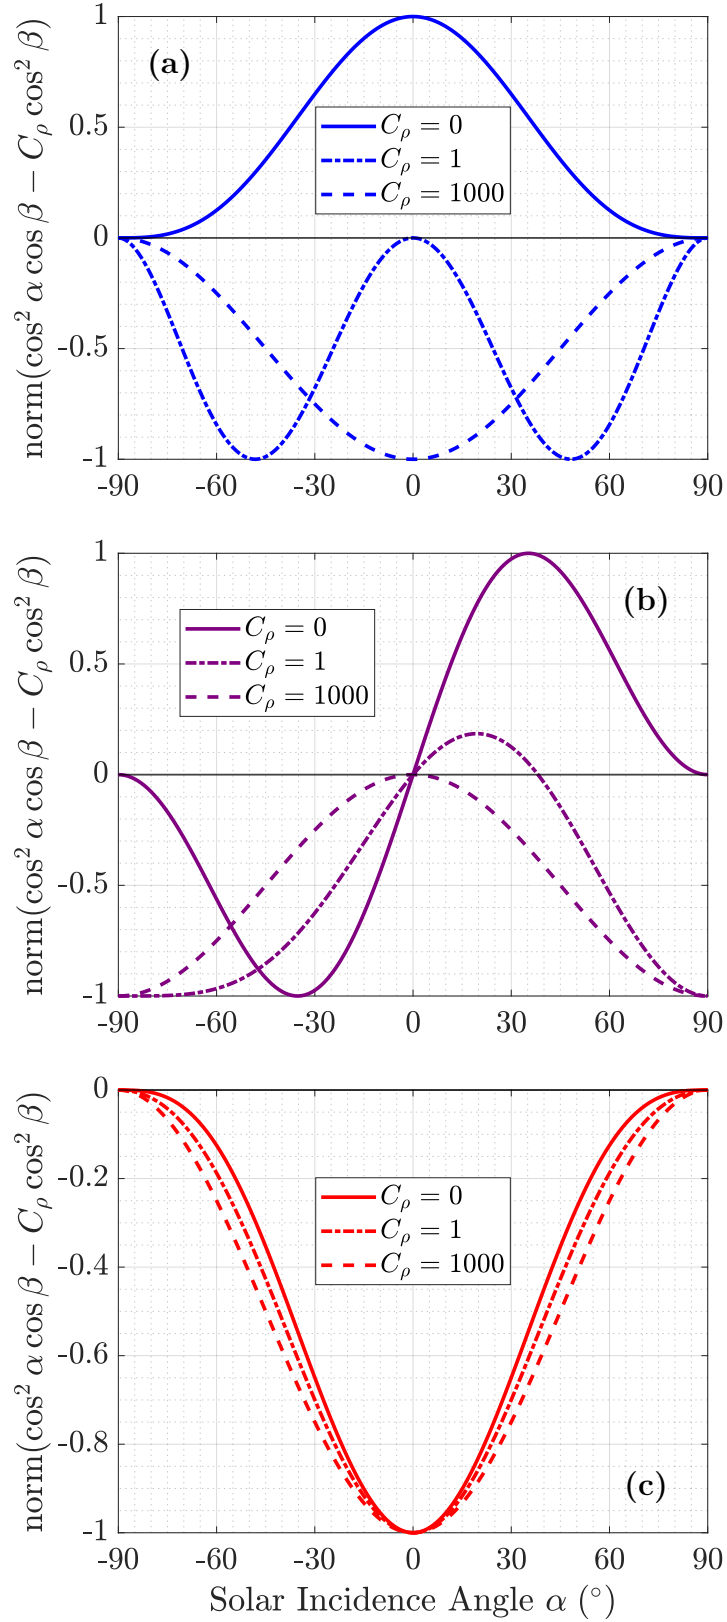 norm(cos² α cos β − C_ρ cos² β)
1
0.5
0
-0.5
-1
(a)
C_ρ = 0
C_ρ = 1
C_ρ = 1000
-90 -60 -30 0 30 60 90
norm(cos² α cos β − C_ρ cos² β)
1
0.5
0
-0.5
-1
(b)
C_ρ = 0
C_ρ = 1
C_ρ = 1000
-90 -60 -30 0 30 60 90
norm(cos² α cos β − C_ρ cos² β)
0
-0.2
-0.4
-0.6
-0.8
-1
C_ρ = 0
C_ρ = 1
C_ρ = 1000
(c)
-90 -60 -30 0 30 60 90
Solar Incidence Angle α (°)